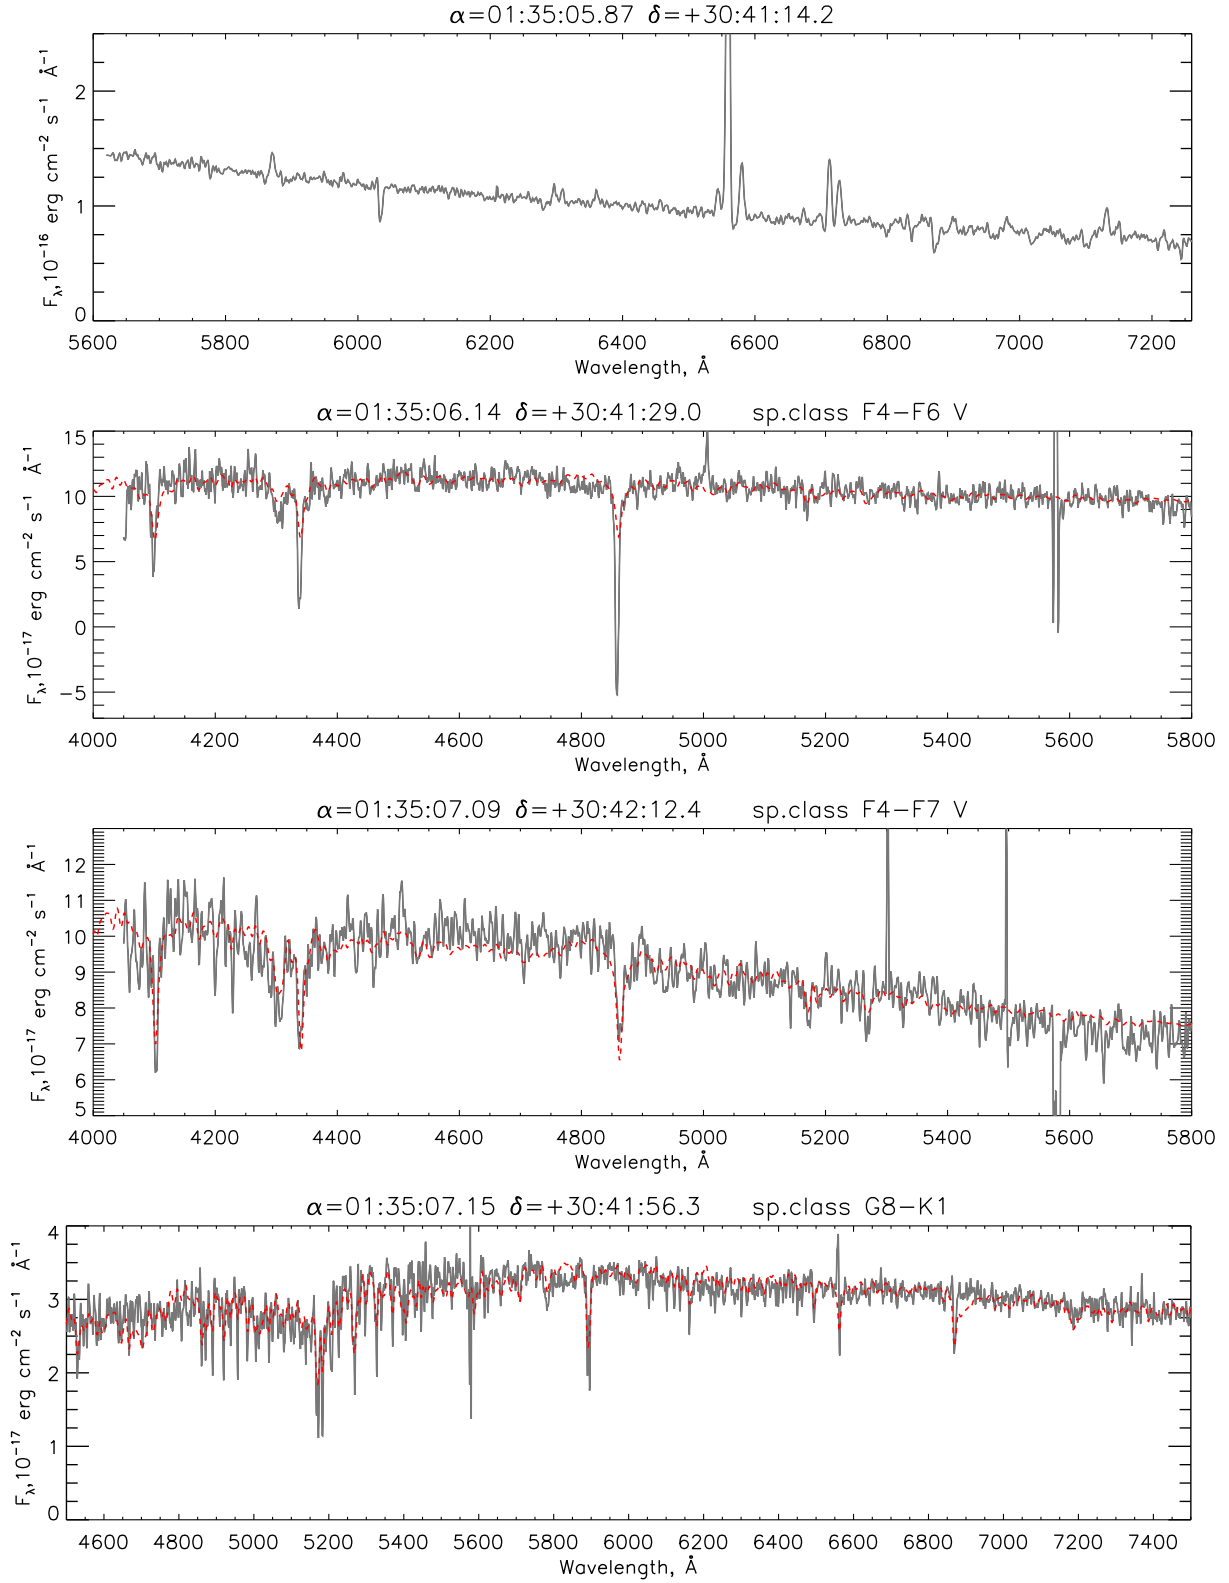 α=01:35:05.87 δ=+30:41:14.2
F_λ,10^−16 erg cm^−2 s^−1 Å^−1
2
1
0
5600 5800 6000 6200 6400 6600 6800 7000 7200
Wavelength, Å
α=01:35:06.14 δ=+30:41:29.0 sp.class F4−F6 V
F_λ,10^−17 erg cm^−2 s^−1 Å^−1
15
10
5
0
−5
4000 4200 4400 4600 4800 5000 5200 5400 5600 5800
Wavelength, Å
α=01:35:07.09 δ=+30:42:12.4 sp.class F4−F7 V
F_λ,10^−17 erg cm^−2 s^−1 Å^−1
12
11
10
9
8
7
6
5
4000 4200 4400 4600 4800 5000 5200 5400 5600 5800
Wavelength, Å
α=01:35:07.15 δ=+30:41:56.3 sp.class G8−K1
F_λ,10^−17 erg cm^−2 s^−1 Å^−1
4
3
2
1
0
4600 4800 5000 5200 5400 5600 5800 6000 6200 6400 6600 6800 7000 7200 7400
Wavelength, Å